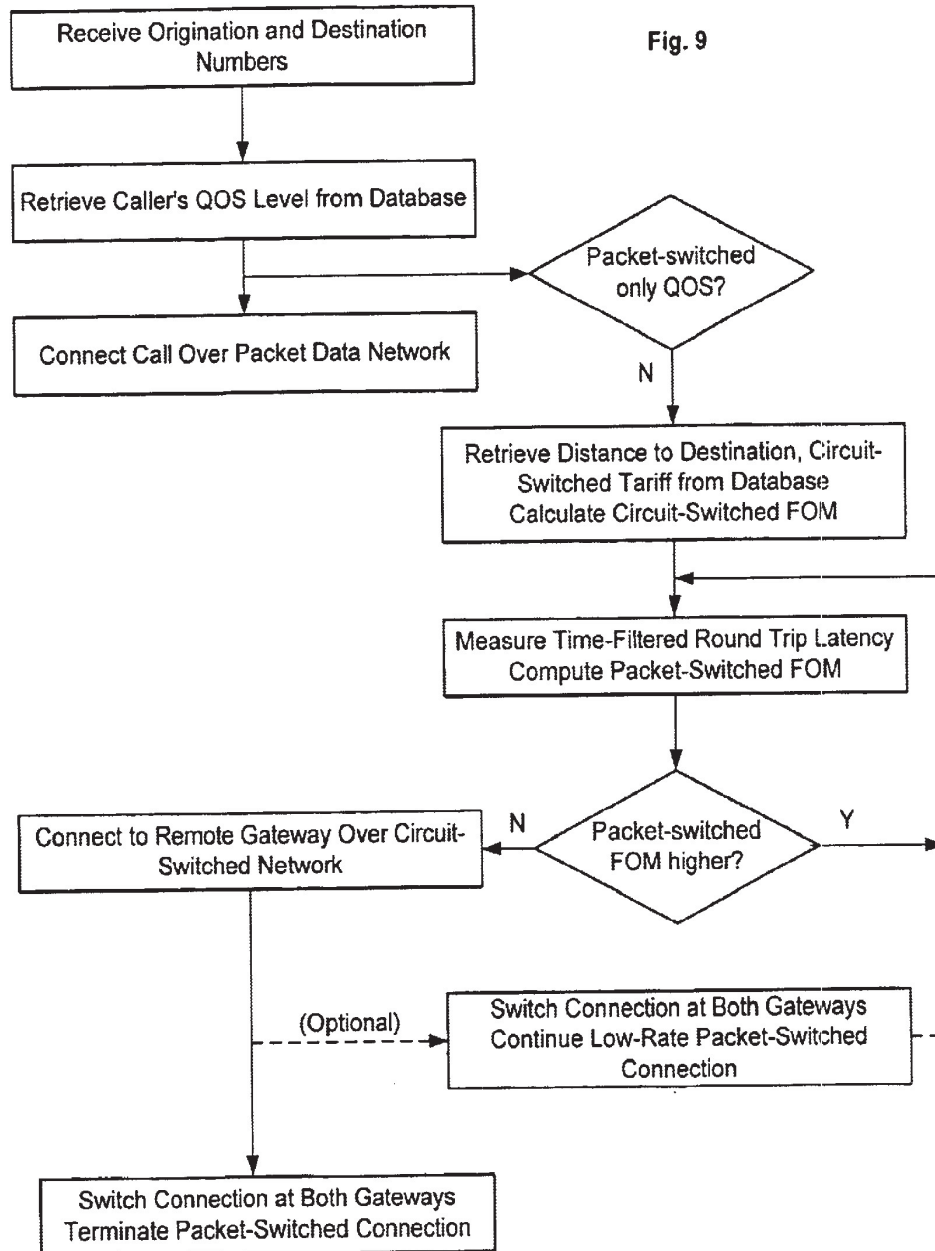 Fig. 9
Receive Origination and Destination
Numbers
Retrieve Caller's QOS Level from Database
Packet-switched
only QOS?
Connect Call Over Packet Data Network
N
Retrieve Distance to Destination, Circuit-
Switched Tariff from Database
Calculate Circuit-Switched FOM
Measure Time-Filtered Round Trip Latency
Compute Packet-Switched FOM
Packet-switched
FOM higher?
N
Y
Connect to Remote Gateway Over Circuit-
Switched Network
(Optional)
Switch Connection at Both Gateways
Continue Low-Rate Packet-Switched
Connection
Switch Connection at Both Gateways
Terminate Packet-Switched Connection